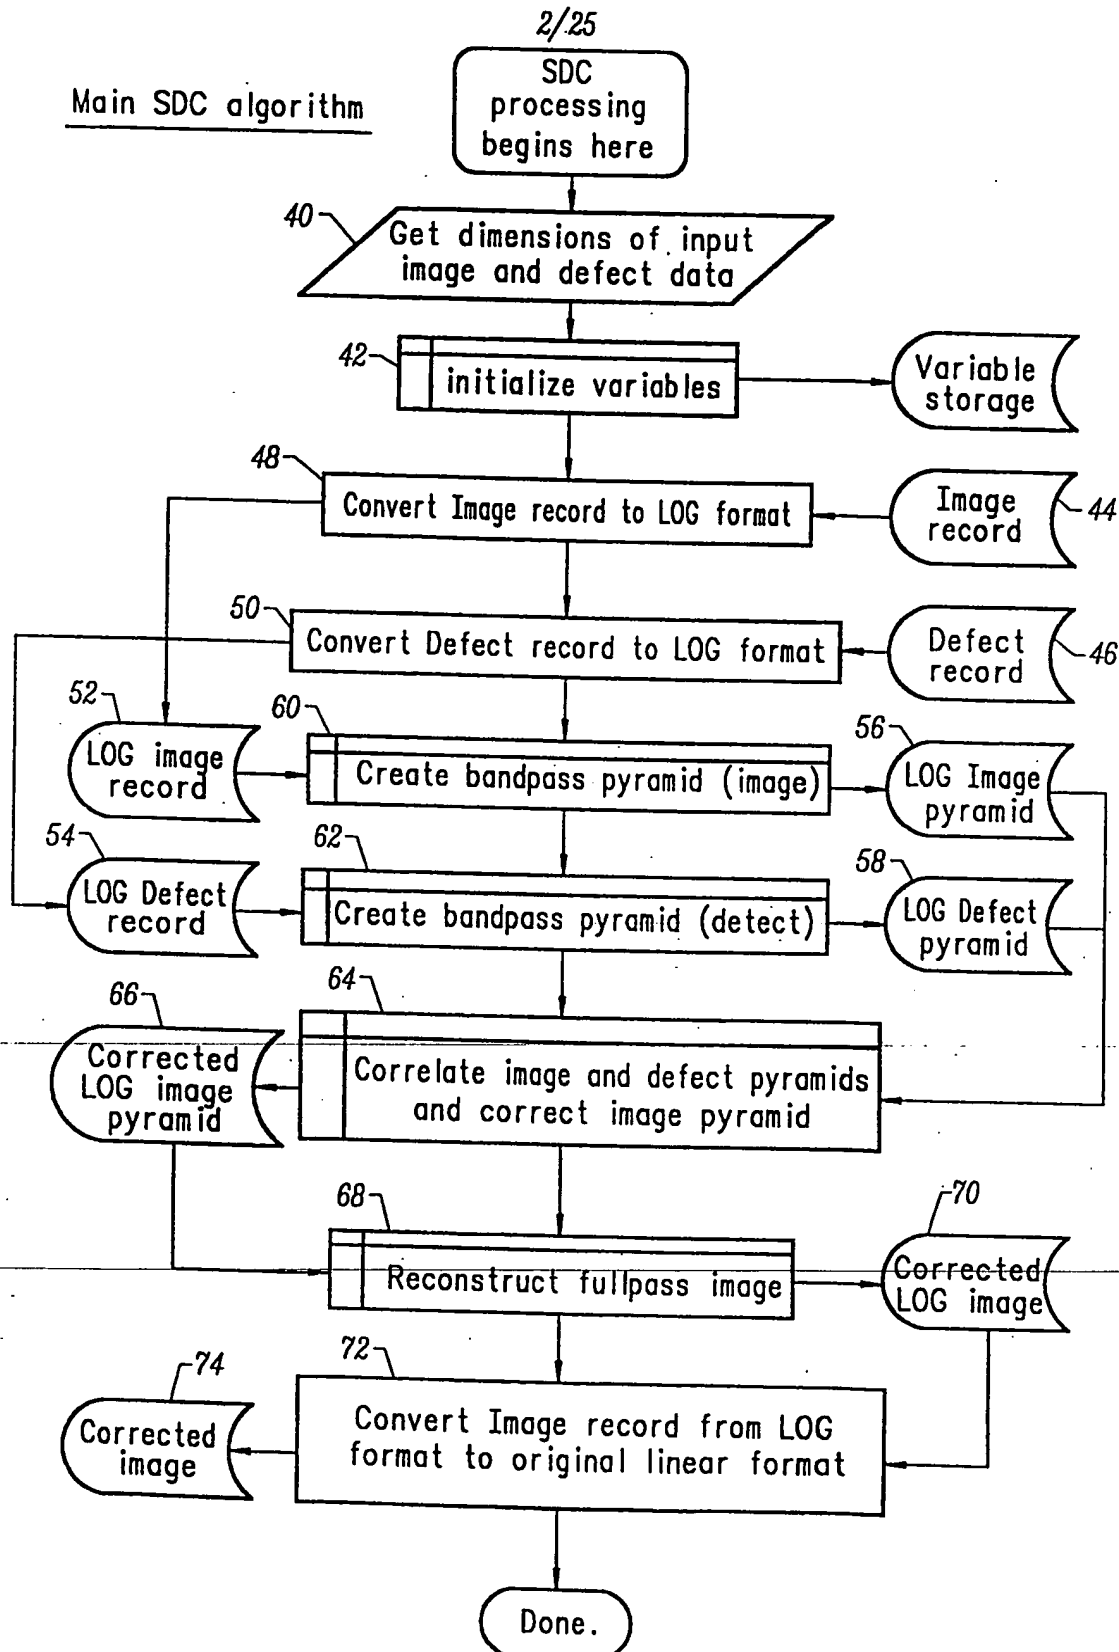 2/25
Main SDC algorithm
SDC
processing
begins here
40
Get dimensions of input
image and defect data
42
initialize variables
Variable
storage
48
Convert Image record to LOG format
Image
record
44
50
Convert Defect record to LOG format
Defect
record
46
52
LOG image
record
60
Create bandpass pyramid (image)
56
LOG Image
pyramid
54
LOG Defect
record
62
Create bandpass pyramid (detect)
58
LOG Defect
pyramid
64
Correlate image and defect pyramids
and correct image pyramid
66
Corrected
LOG image
pyramid
68
Reconstruct fullpass image
70
Corrected
LOG image
72
Convert Image record from LOG
format to original linear format
74
Corrected
image
Done.